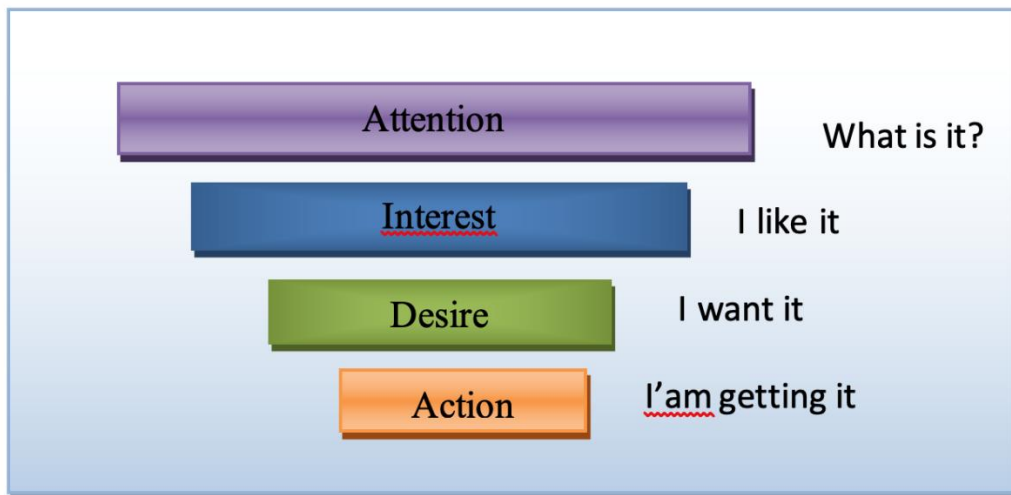 Attention
What is it?
Interest
I like it
Desire
I want it
Action
I'am getting it